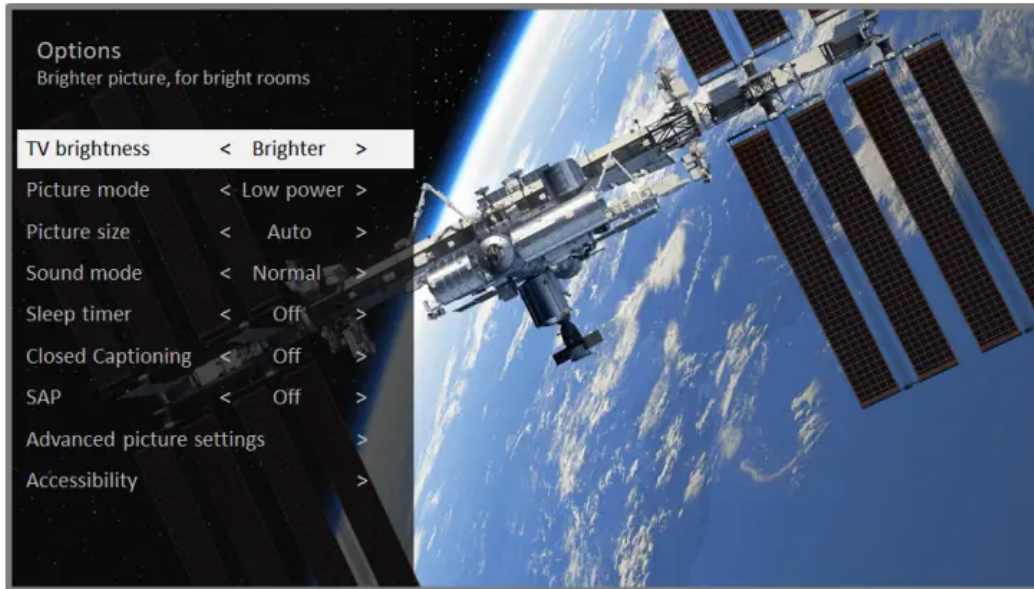 Options
Brighter picture, for bright rooms
TV brightness < Brighter >
Picture mode < Low power >
Picture size < Auto >
Sound mode < Normal >
Sleep timer < Off >
Closed Captioning < Off >
SAP < Off >
Advanced picture settings >
Accessibility >